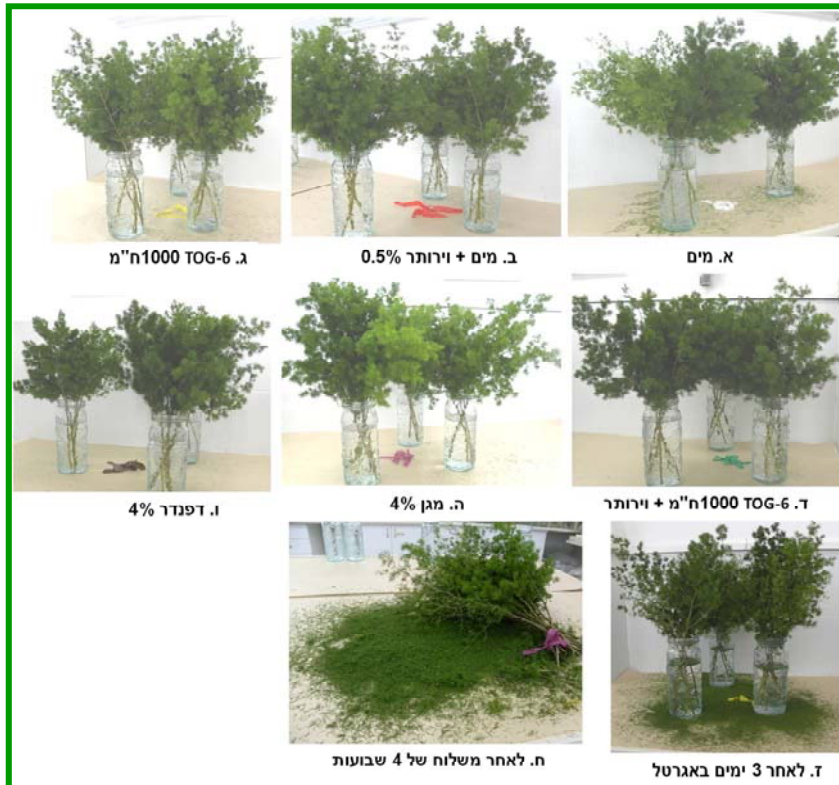 א. מים
ב. מים + וירותר 0.5%
ג. TOG-6 1000ח"מ
ד. TOG-6 1000ח"מ + וירותר
ה. מגן 4%
ו. דפנדר 4%
ז. לאחר 3 ימים באגרטל
ח. לאחר משלוח של 4 שבועות